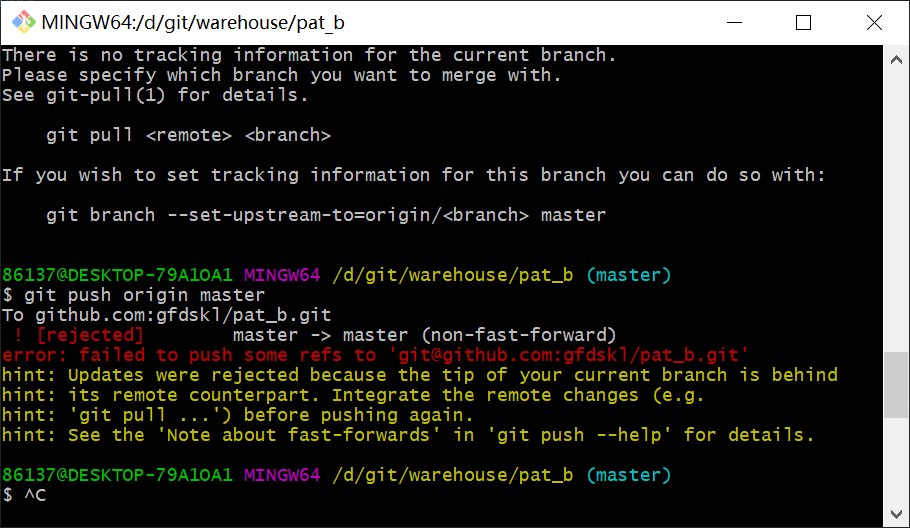 MINGW64:/d/git/warehouse/pat_b
There is no tracking information for the current branch.
Please specify which branch you want to merge with.
See git-pull(1) for details.

    git pull <remote> <branch>

If you wish to set tracking information for this branch you can do so with:

    git branch --set-upstream-to=origin/<branch> master

86137@DESKTOP-79A1OA1 MINGW64 /d/git/warehouse/pat_b (master)
$ git push origin master
To github.com:gfdskl/pat_b.git
 ! [rejected]        master -> master (non-fast-forward)
error: failed to push some refs to 'git@github.com:gfdskl/pat_b.git'
hint: Updates were rejected because the tip of your current branch is behind
hint: its remote counterpart. Integrate the remote changes (e.g.
hint: 'git pull ...') before pushing again.
hint: See the 'Note about fast-forwards' in 'git push --help' for details.

86137@DESKTOP-79A1OA1 MINGW64 /d/git/warehouse/pat_b (master)
$ ^C